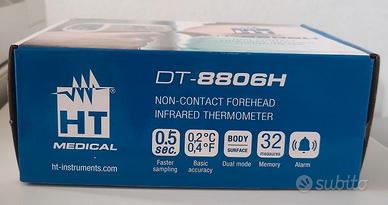 DT-8806H
HT
®
MEDICAL
ht-instruments.com
NON-CONTACT FOREHEAD
INFRARED THERMOMETER
0.5 sec.
Faster
sampling
0,2°C
0,4°F
Basic
accuracy
BODY
SURFACE
Dual mode
32
measures
Memory
Alarm
subito